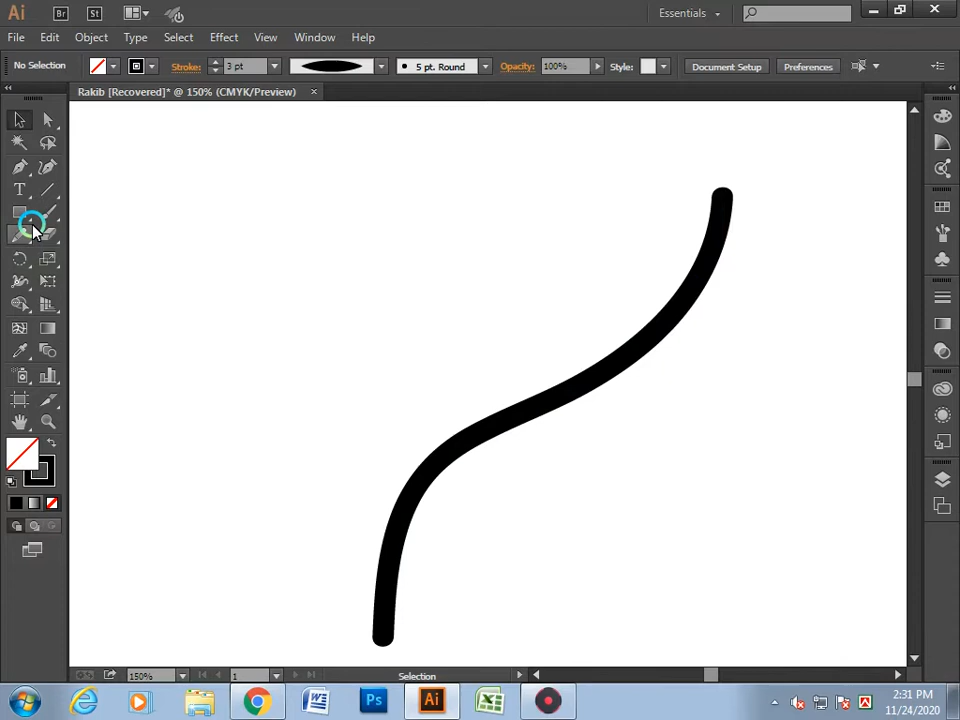 Ai Br St Essentials
File Edit Object Type Select Effect View Window Help
No Selection Stroke: 3 pt 5 pt. Round Opacity: 100% Style: Document Setup Preferences
Rakib [Recovered]* @ 150% (CMYK/Preview) ×
T
150% 1 Selection
W Ps Ai 2:31 PM
11/24/2020